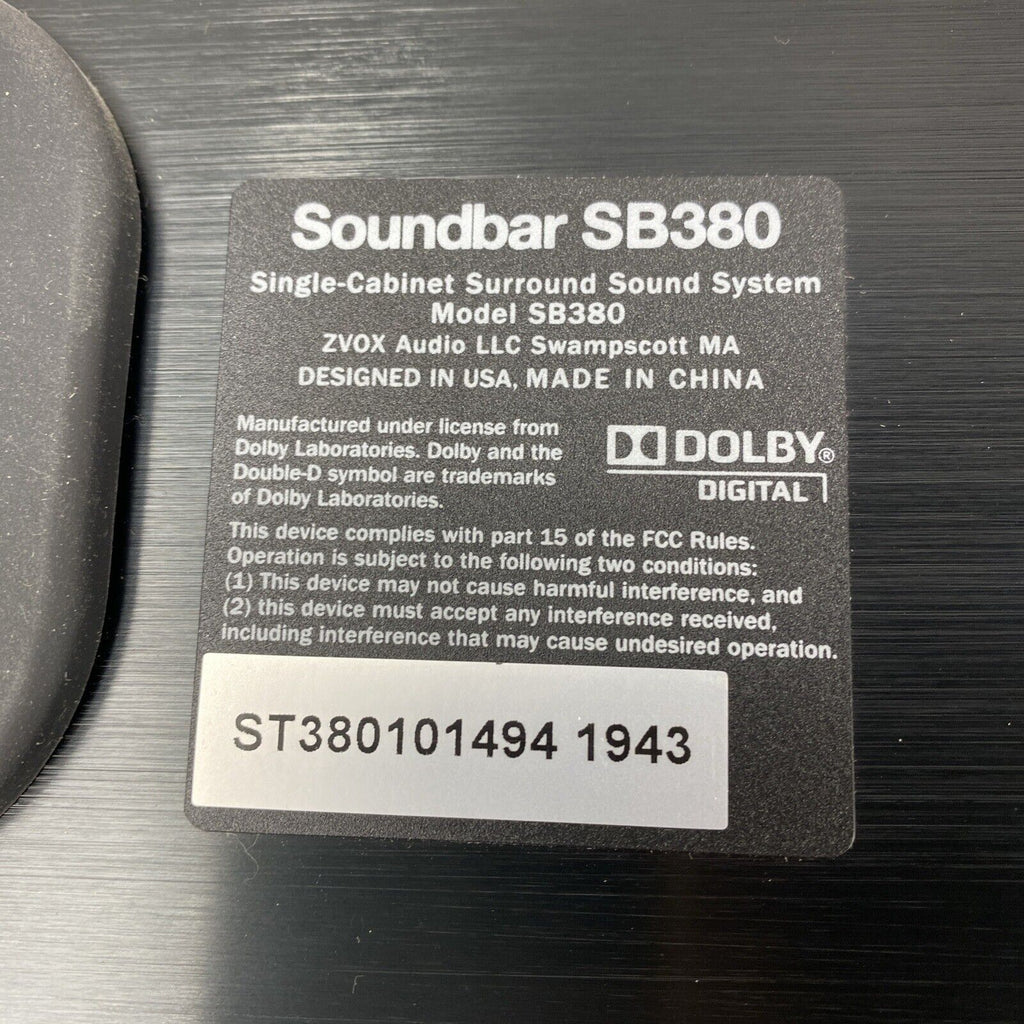 Soundbar SB380
Single-Cabinet Surround Sound System
Model SB380
ZVOX Audio LLC Swampscott MA
DESIGNED IN USA, MADE IN CHINA
Manufactured under license from
Dolby Laboratories. Dolby and the
Double-D symbol are trademarks
of Dolby Laboratories.
DOLBY®
DIGITAL
This device complies with part 15 of the FCC Rules.
Operation is subject to the following two conditions:
(1) This device may not cause harmful interference, and
(2) this device must accept any interference received,
including interference that may cause undesired operation.
ST380101494 1943